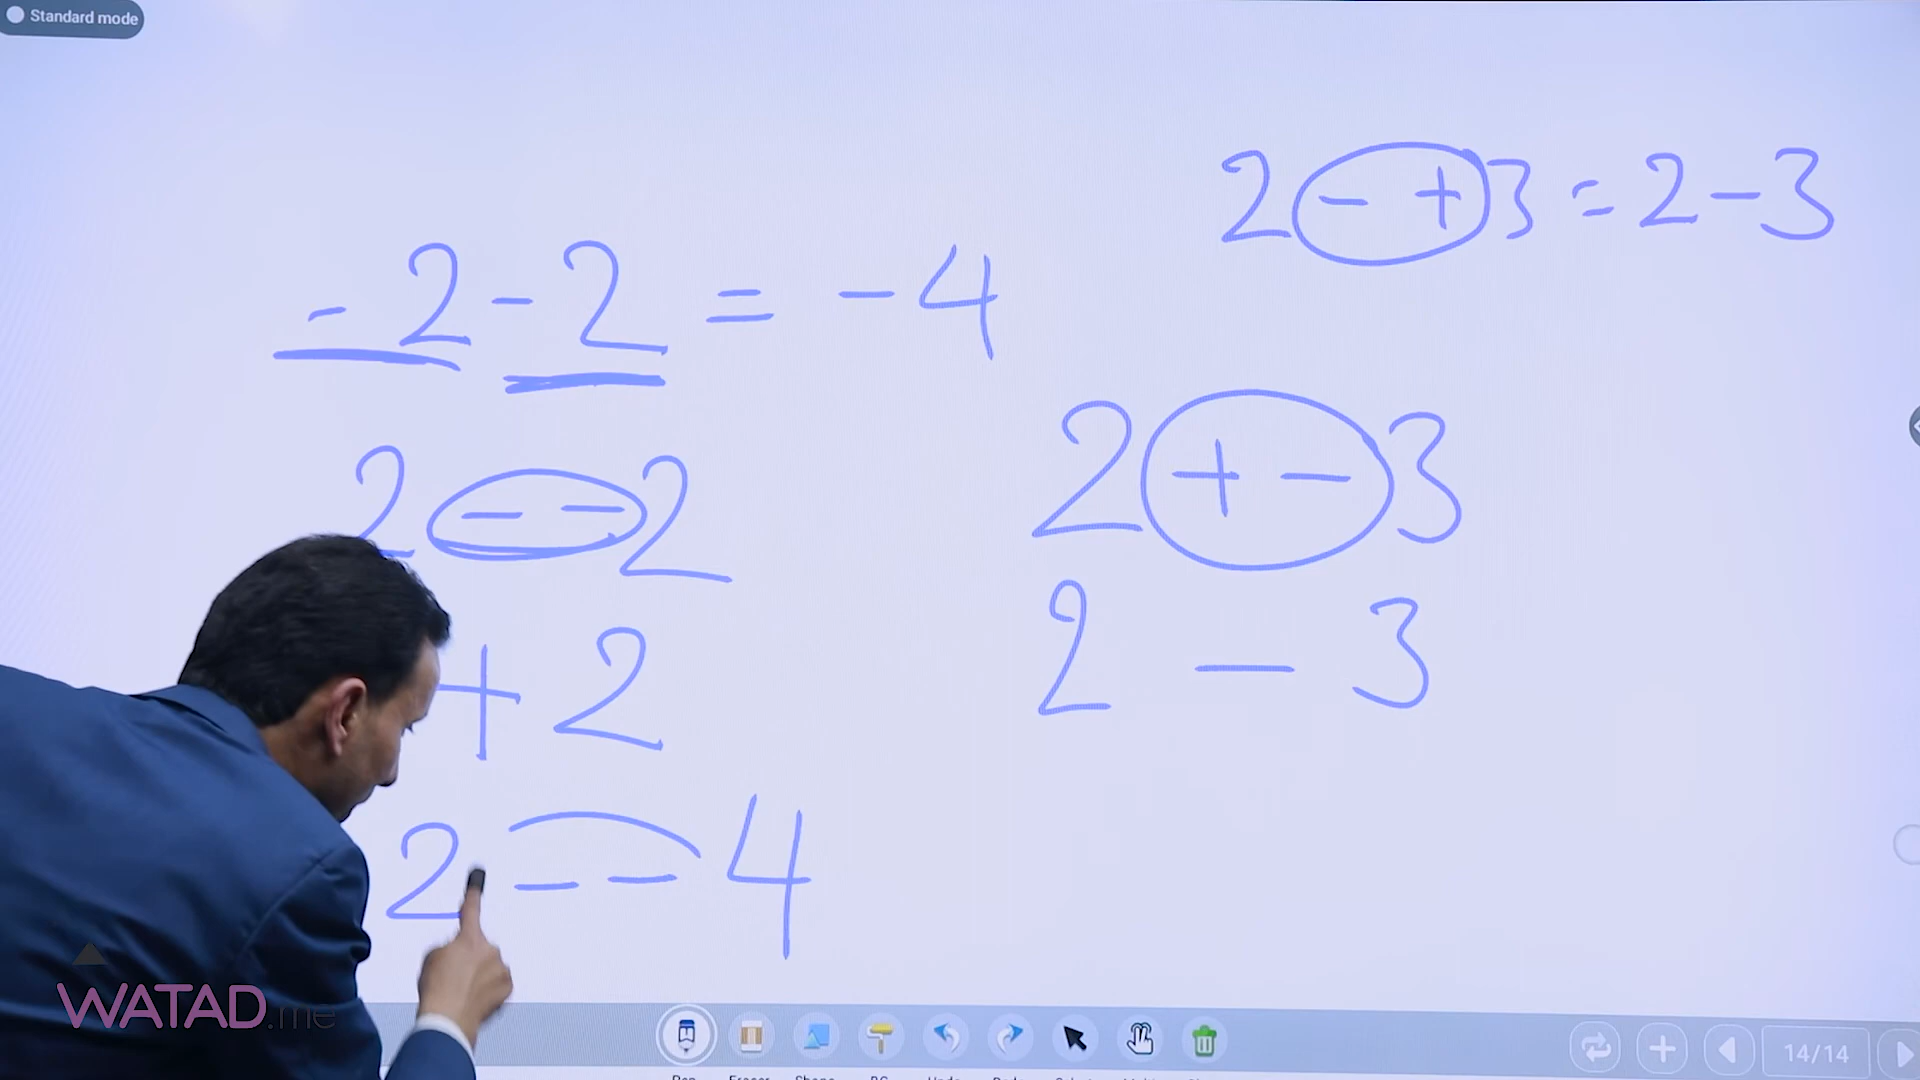 Standard mode
2 - + 3 = 2 - 3
- 2 - 2 = - 4
2 - - 2
2 + - 3
+ 2
2 - 3
2 - - 4
WATAD.me
14/14